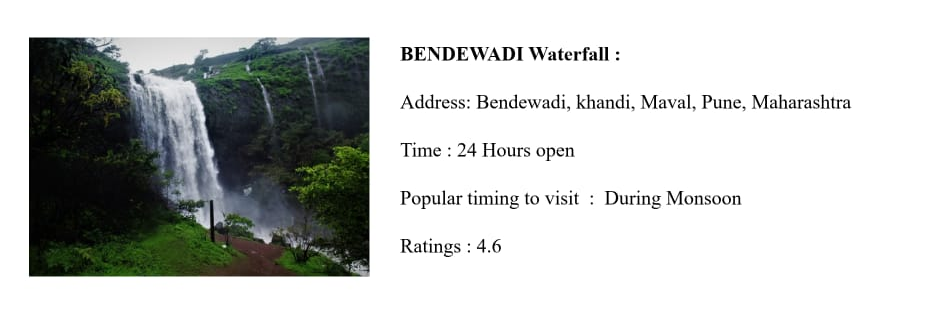 BENDEWADI Waterfall :
Address: Bendewadi, khandi, Maval, Pune, Maharashtra
Time : 24 Hours open
Popular timing to visit  :  During Monsoon
Ratings : 4.6